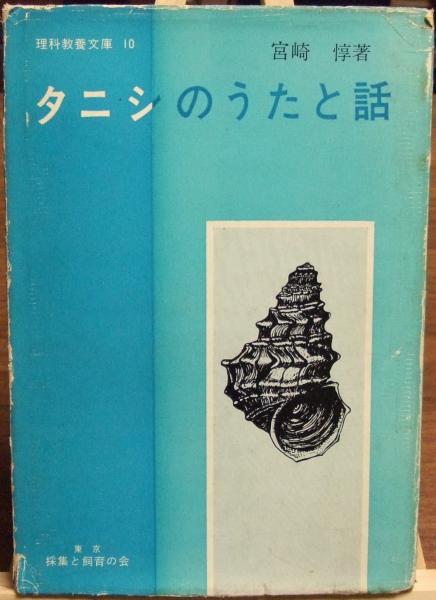 理科教養文庫 10
宮崎 惇著
タニシのうたと話
東京
採集と飼育の会